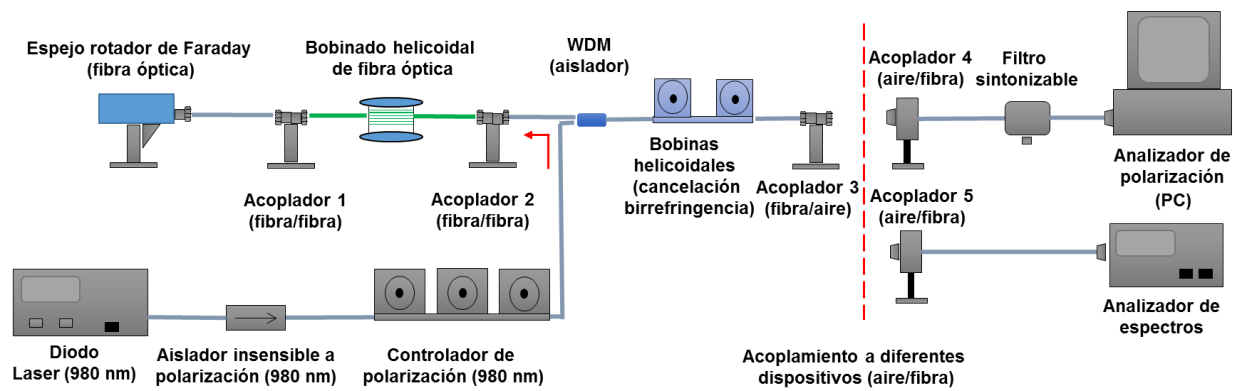 Espejo rotador de Faraday
(fibra óptica)
Bobinado helicoidal
de fibra óptica
WDM
(aislador)
Acoplador 4
(aire/fibra)
Filtro
sintonizable
Acoplador 1
(fibra/fibra)
Acoplador 2
(fibra/fibra)
Bobinas
helicoidales
(cancelación
birrefringencia)
Acoplador 3
(fibra/aire)
Acoplador 5
(aire/fibra)
Analizador de
polarización
(PC)
Diodo
Laser (980 nm)
Aislador insensible a
polarización (980 nm)
Controlador de
polarización (980 nm)
Acoplamiento a diferentes
dispositivos (aire/fibra)
Analizador de
espectros